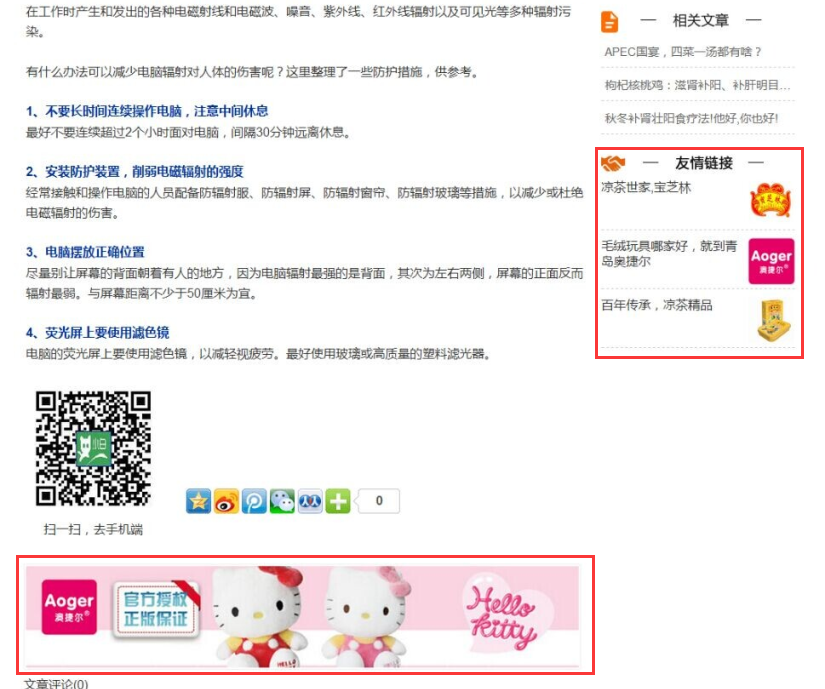 在工作时产生和发出的各种电磁射线和电磁波、噪音、紫外线、红外线辐射以及可见光等多种辐射污
染。
有什么办法可以减少电脑辐射对人体的伤害呢？这里整理了一些防护措施，供参考。
1、不要长时间连续操作电脑，注意中间休息
最好不要连续超过2个小时面对电脑，间隔30分钟远离休息。
2、安装防护装置，削弱电磁辐射的强度
经常接触和操作电脑的人员配备防辐射服、防辐射屏、防辐射窗帘、防辐射玻璃等措施，以减少或杜绝
电磁辐射的伤害。
3、电脑摆放正确位置
尽量别让屏幕的背面朝着有人的地方，因为电脑辐射最强的是背面，其次为左右两侧，屏幕的正面反而
辐射最弱。与屏幕距离不少于50厘米为宜。
4、荧光屏上要使用滤色镜
电脑的荧光屏上要使用滤色镜，以减轻视疲劳。最好使用玻璃或高质量的塑料滤光器。
0
扫一扫，去手机端
Aoger
澳捷尔®
官方授权
正版保证
Hello
Kitty
文章评论(0)
相关文章
APEC国宴，四菜一汤都有啥？
枸杞核桃鸡：滋肾补阳、补肝明目...
秋冬补肾壮阳食疗法!他好,你也好!
友情链接
凉茶世家,宝芝林
毛绒玩具哪家好，就到青
岛奥捷尔
Aoger
澳捷尔®
百年传承，凉茶精品